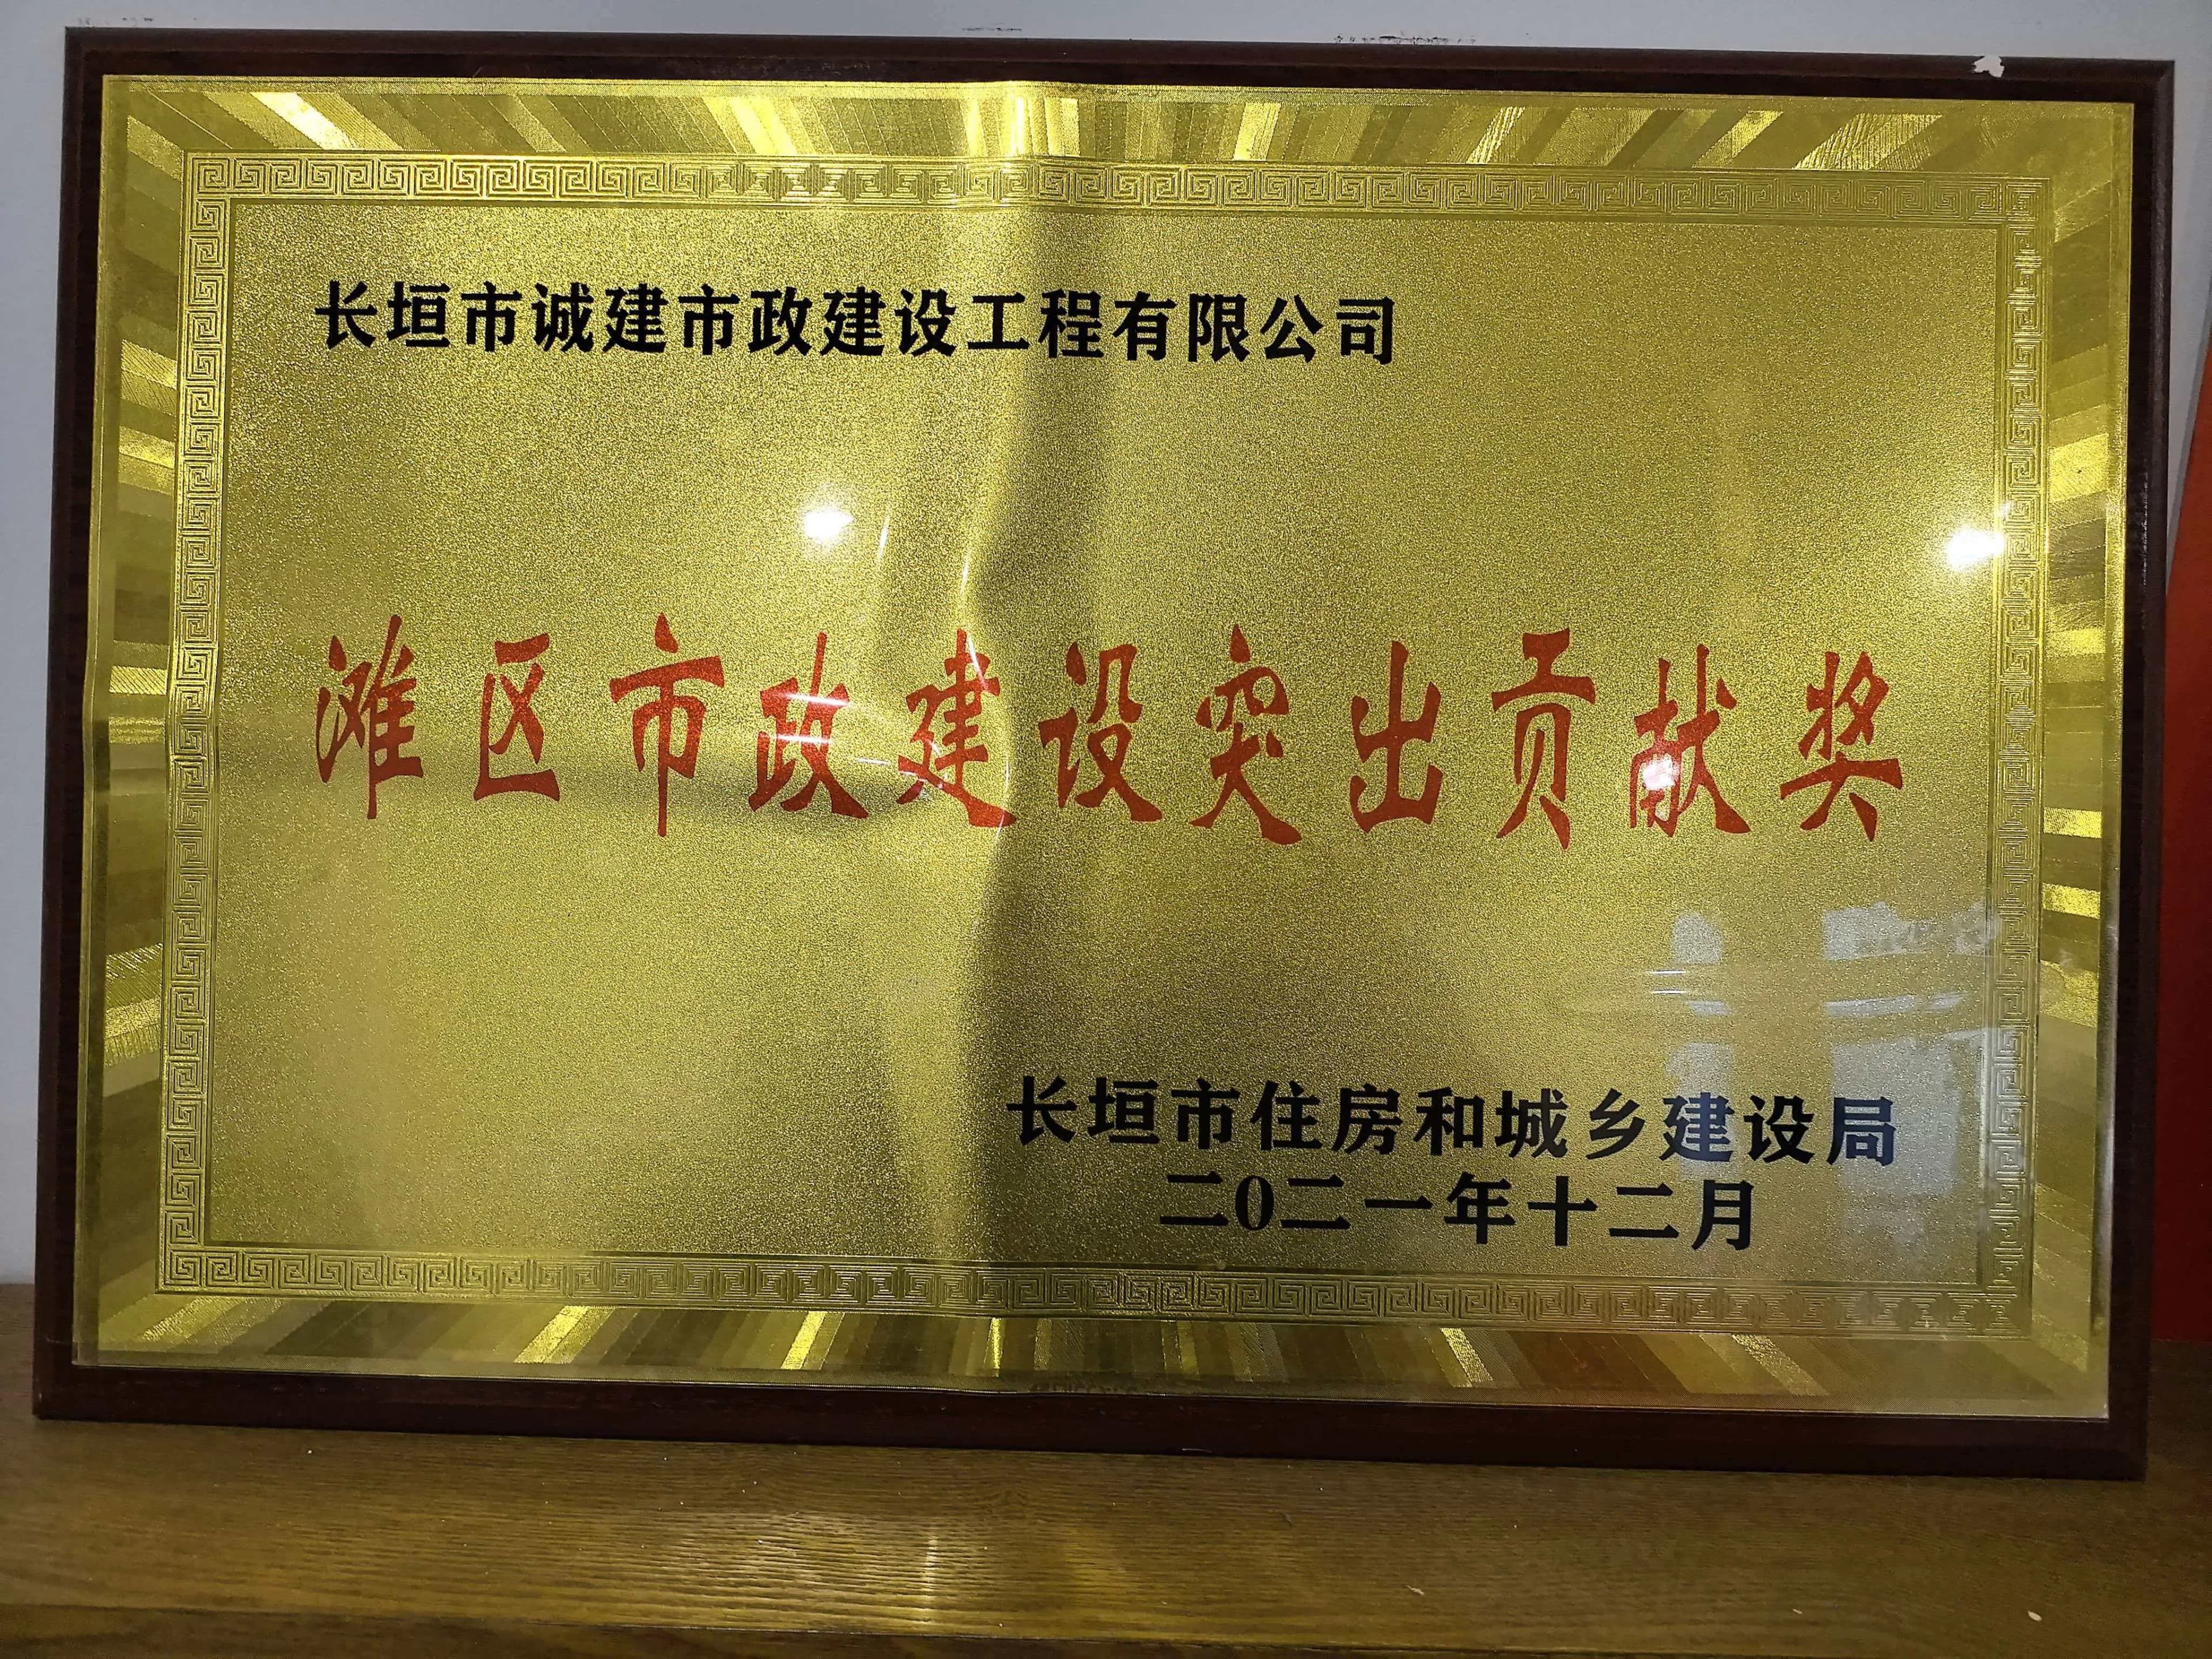 长垣市诚建市政建设工程有限公司
滩区市政建设突出贡献奖
长垣市住房和城乡建设局
二0二一年十二月